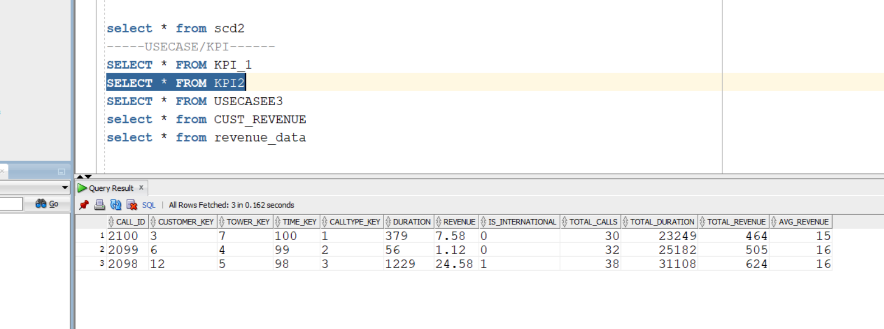 select * from scd2
-----USECASE/KPI------
SELECT * FROM KPI_1
SELECT * FROM KPI2
SELECT * FROM USECASEE3
select * from CUST_REVENUE
select * from revenue_data
Go
Query Result x
SQL | All Rows Fetched: 3 in 0.162 seconds
CALL_ID CUSTOMER_KEY TOWER_KEY TIME_KEY CALLTYPE_KEY DURATION REVENUE IS_INTERNATIONAL TOTAL_CALLS TOTAL_DURATION TOTAL_REVENUE AVG_REVENUE
1 2100 3 7 100 1 379 7.58 0 30 23249 464 15
2 2099 6 4 99 2 56 1.12 0 32 25182 505 16
3 2098 12 5 98 3 1229 24.58 1 38 31108 624 16